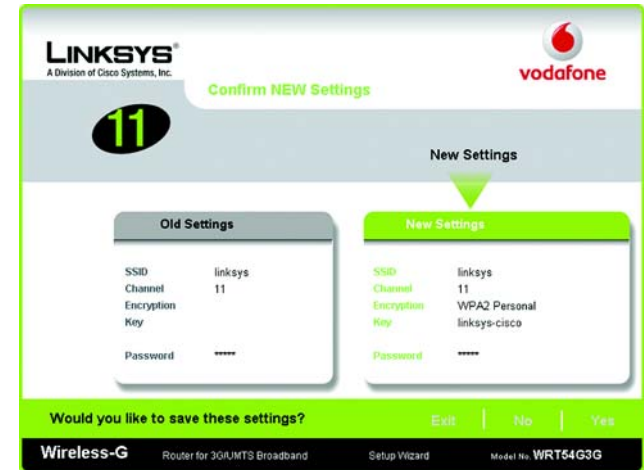 LINKSYS®
A Division of Cisco Systems, Inc.
vodafone
Confirm NEW Settings
11
New Settings
Old Settings
SSID linksys
Channel 11
Encryption
Key
Password *****
New Settings
SSID linksys
Channel 11
Encryption WPA2 Personal
Key linksys-cisco
Password *****
Would you like to save these settings?
Exit | No | Yes
Wireless-G Router for 3G/UMTS Broadband Setup Wizard Model No. WRT54G3G